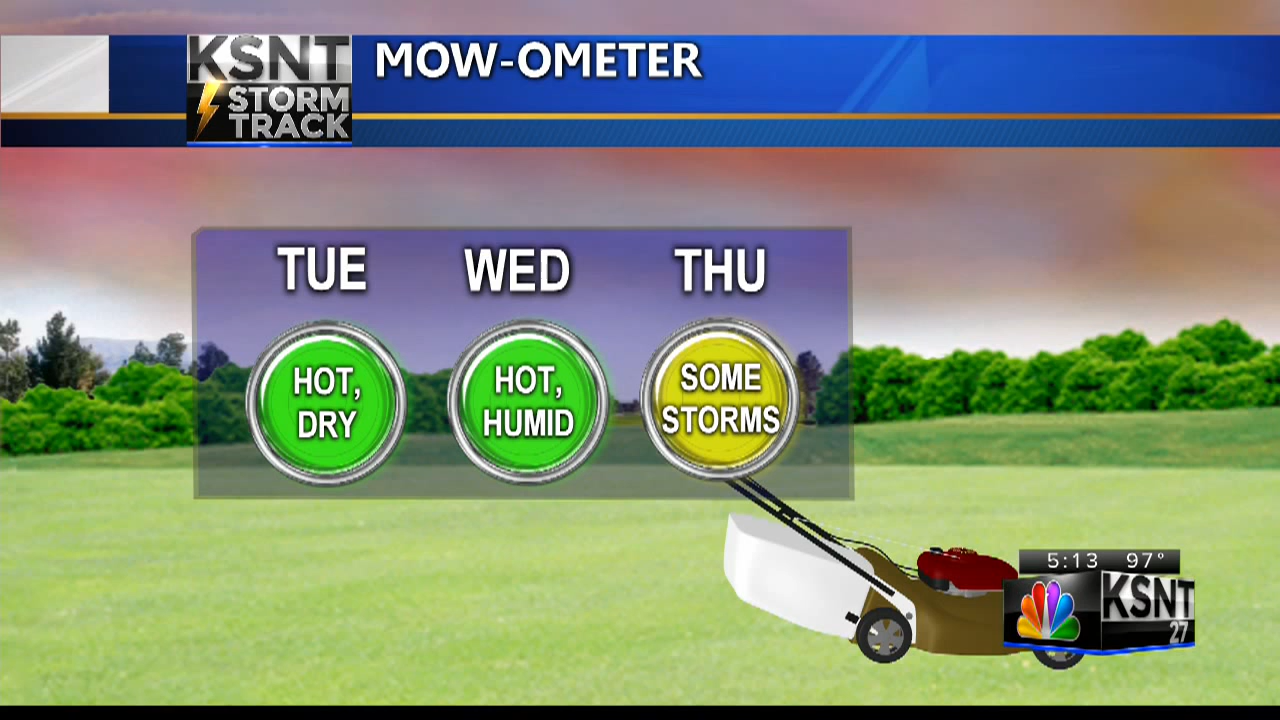 KSNT
STORM
TRACK
MOW-OMETER
TUE WED THU
HOT,
DRY
HOT,
HUMID
SOME
STORMS
5:13 97°
KSNT
27